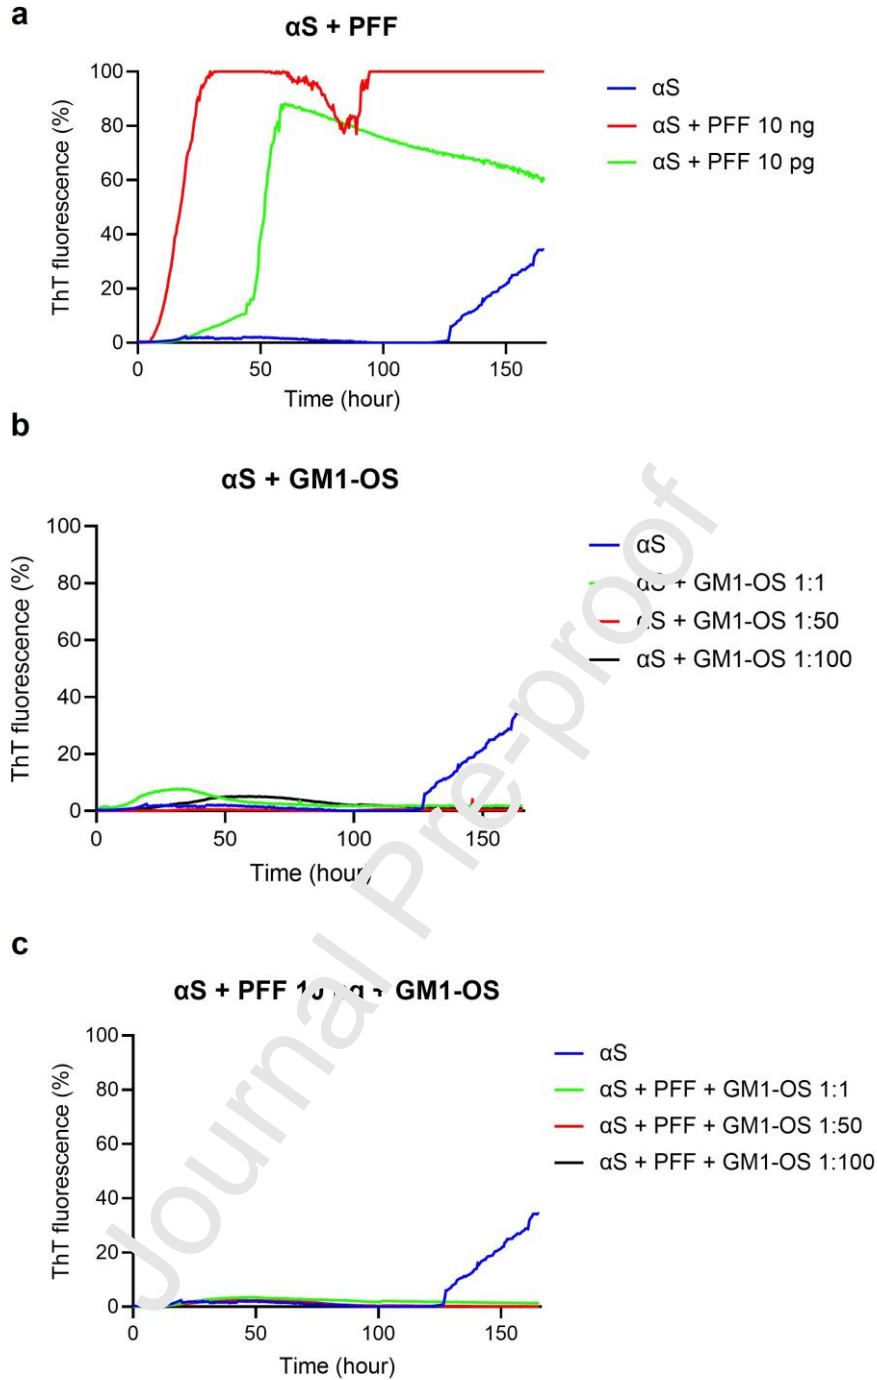 a
αS + PFF
100
80
60
40
20
0
ThT fluorescence (%)
0 50 100 150
Time (hour)
αS
αS + PFF 10 ng
αS + PFF 10 pg
b
αS + GM1-OS
100
80
60
40
20
0
ThT fluorescence (%)
0 50 100 150
Time (hour)
αS
αS + GM1-OS 1:1
αS + GM1-OS 1:50
αS + GM1-OS 1:100
c
αS + PFF + GM1-OS
100
80
60
40
20
0
ThT fluorescence (%)
0 50 100 150
Time (hour)
αS
αS + PFF + GM1-OS 1:1
αS + PFF + GM1-OS 1:50
αS + PFF + GM1-OS 1:100
Journal Pre-proof